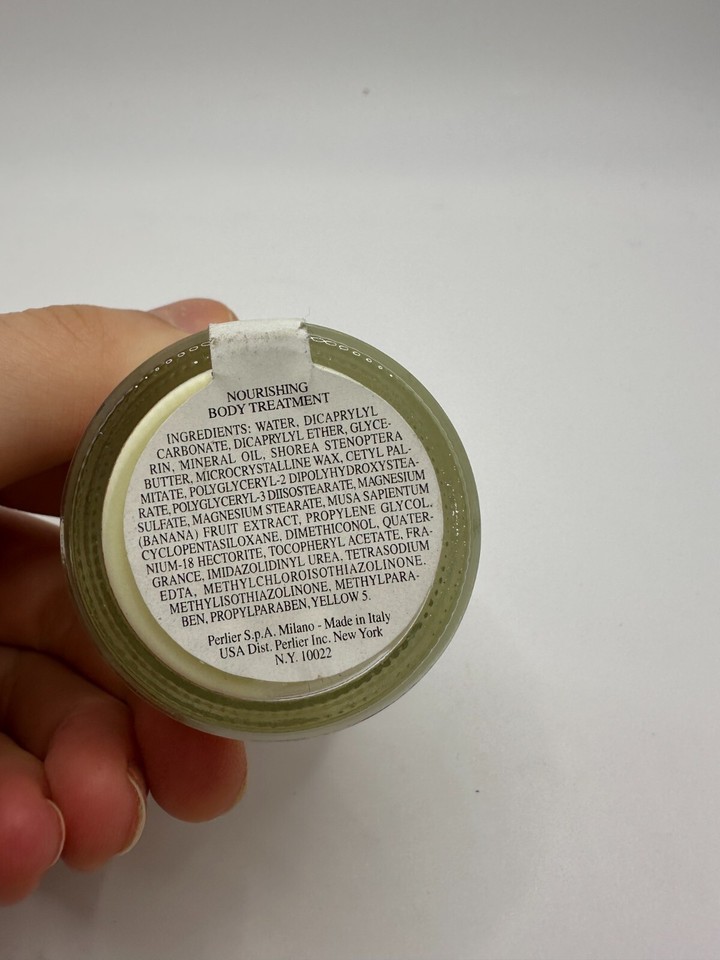 NOURISHING
BODY TREATMENT
INGREDIENTS: WATER, DICAPRYLYL
CARBONATE, DICAPRYLYL ETHER, GLYCE-
RIN, MINERAL OIL, SHOREA STENOPTERA
BUTTER, MICROCRYSTALLINE WAX, CETYL PAL-
MITATE, POLYGLYCERYL-2 DIPOLYHYDROXYSTEA-
RATE, POLYGLYCERYL-3 DIISOSTEARATE, MAGNESIUM
SULFATE, MAGNESIUM STEARATE, MUSA SAPIENTUM
(BANANA) FRUIT EXTRACT, PROPYLENE GLYCOL,
CYCLOPENTASILOXANE, DIMETHICONOL, QUATER-
NIUM-18 HECTORITE, TOCOPHERYL ACETATE, FRA-
GRANCE, IMIDAZOLIDINYL UREA, TETRASODIUM
EDTA, METHYLCHLOROISOTHIAZOLINONE.
METHYLISOTHIAZOLINONE, METHYLPARA-
BEN, PROPYLPARABEN, YELLOW 5.
Perlier S.p.A. Milano - Made in Italy
USA Dist. Perlier Inc. New York
N.Y. 10022